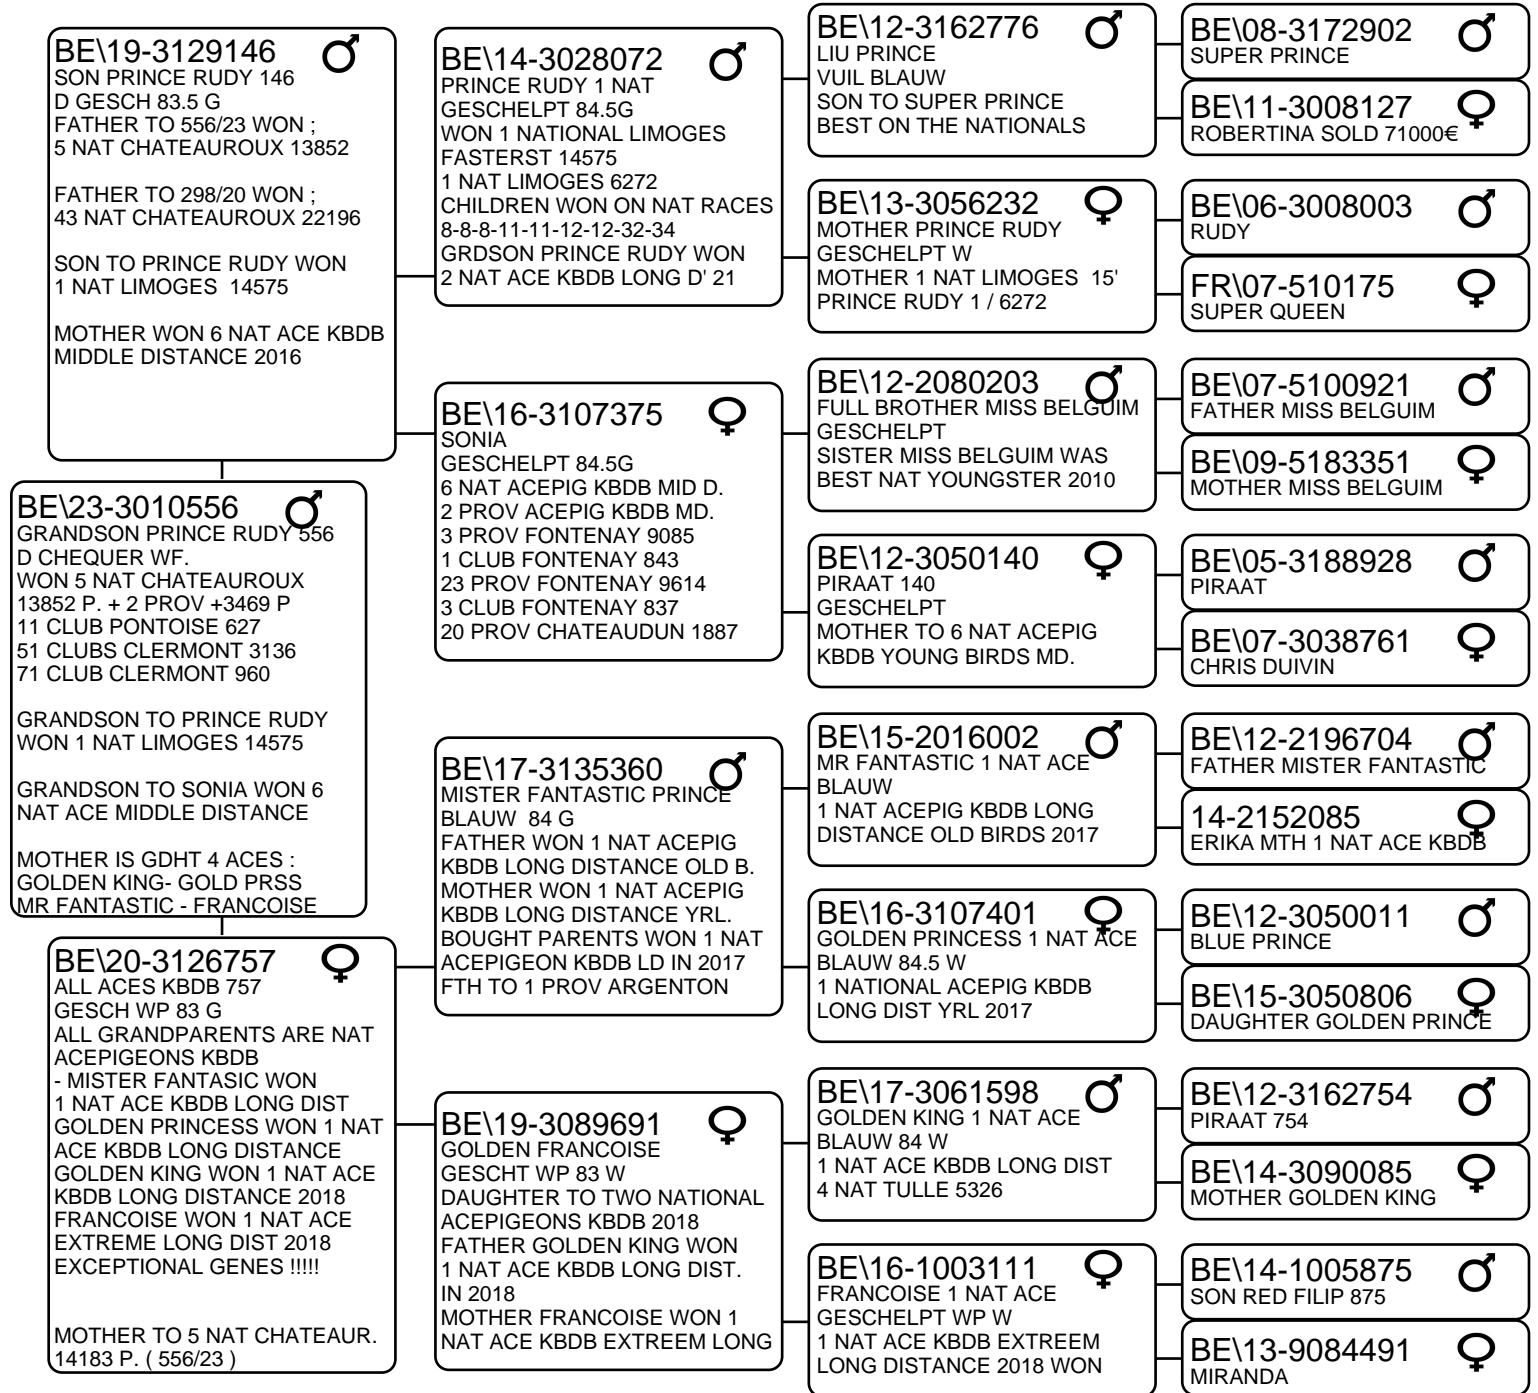 BE\19-3129146
SON PRINCE RUDY 146
D GESCH 83.5 G
FATHER TO 556/23 WON ;
5 NAT CHATEAUROUX 13852
FATHER TO 298/20 WON ;
43 NAT CHATEAUROUX 22196
SON TO PRINCE RUDY WON
1 NAT LIMOGES 14575
MOTHER WON 6 NAT ACE KBDB
MIDDLE DISTANCE 2016
BE\23-3010556
GRANDSON PRINCE RUDY 556
D CHEQUER WF.
WON 5 NAT CHATEAUROUX
13852 P. + 2 PROV +3469 P
11 CLUB PONTOISE 627
51 CLUBS CLERMONT 3136
71 CLUB CLERMONT 960
GRANDSON TO PRINCE RUDY
WON 1 NAT LIMOGES 14575
GRANDSON TO SONIA WON 6
NAT ACE MIDDLE DISTANCE
MOTHER IS GDHT 4 ACES :
GOLDEN KING- GOLD PRSS
MR FANTASTIC - FRANCOISE
BE\20-3126757
ALL ACES KBDB 757
GESCH WP 83 G
ALL GRANDPARENTS ARE NAT
ACEPIGEONS KBDB
- MISTER FANTASIC WON
1 NAT ACE KBDB LONG DIST
GOLDEN PRINCESS WON 1 NAT
ACE KBDB LONG DISTANCE
GOLDEN KING WON 1 NAT ACE
KBDB LONG DISTANCE 2018
FRANCOISE WON 1 NAT ACE
EXTREME LONG DIST 2018
EXCEPTIONAL GENES !!!!!
MOTHER TO 5 NAT CHATEAUR.
14183 P. ( 556/23 )
BE\14-3028072
PRINCE RUDY 1 NAT
GESCHELPT 84.5G
WON 1 NATIONAL LIMOGES
FASTERST 14575
1 NAT LIMOGES 6272
CHILDREN WON ON NAT RACES
8-8-8-11-11-12-12-32-34
GRDSON PRINCE RUDY WON
2 NAT ACE KBDB LONG D' 21
BE\16-3107375
SONIA
GESCHELPT 84.5G
6 NAT ACEPIG KBDB MID D.
2 PROV ACEPIG KBDB MD.
3 PROV FONTENAY 9085
1 CLUB FONTENAY 843
23 PROV FONTENAY 9614
3 CLUB FONTENAY 837
20 PROV CHATEAUDUN 1887
BE\17-3135360
MISTER FANTASTIC PRINCE
BLAUW 84 G
FATHER WON 1 NAT ACEPIG
KBDB LONG DISTANCE OLD B.
MOTHER WON 1 NAT ACEPIG
KBDB LONG DISTANCE YRL.
BOUGHT PARENTS WON 1 NAT
ACEPIGEON KBDB LD IN 2017
FTH TO 1 PROV ARGENTON
BE\19-3089691
GOLDEN FRANCOISE
GESCHT WP 83 W
DAUGHTER TO TWO NATIONAL
ACEPIGEONS KBDB 2018
FATHER GOLDEN KING WON
1 NAT ACE KBDB LONG DIST.
IN 2018
MOTHER FRANCOISE WON 1
NAT ACE KBDB EXTREEM LONG
BE\12-3162776
LIU PRINCE
VUIL BLAUW
SON TO SUPER PRINCE
BEST ON THE NATIONALS
BE\13-3056232
MOTHER PRINCE RUDY
GESCHELPT W
MOTHER 1 NAT LIMOGES 15'
PRINCE RUDY 1 / 6272
BE\12-2080203
FULL BROTHER MISS BELGUIM
GESCHELPT
SISTER MISS BELGUIM WAS
BEST NAT YOUNGSTER 2010
BE\12-3050140
PIRAAT 140
GESCHELPT
MOTHER TO 6 NAT ACEPIG
KBDB YOUNG BIRDS MD.
BE\15-2016002
MR FANTASTIC 1 NAT ACE
BLAUW
1 NAT ACEPIG KBDB LONG
DISTANCE OLD BIRDS 2017
BE\16-3107401
GOLDEN PRINCESS 1 NAT ACE
BLAUW 84.5 W
1 NATIONAL ACEPIG KBDB
LONG DIST YRL 2017
BE\17-3061598
GOLDEN KING 1 NAT ACE
BLAUW 84 W
1 NAT ACE KBDB LONG DIST
4 NAT TULLE 5326
BE\16-1003111
FRANCOISE 1 NAT ACE
GESCHELPT WP W
1 NAT ACE KBDB EXTREEM
LONG DISTANCE 2018 WON
BE\08-3172902
SUPER PRINCE
BE\11-3008127
ROBERTINA SOLD 71000€
BE\06-3008003
RUDY
FR\07-510175
SUPER QUEEN
BE\07-5100921
FATHER MISS BELGUIM
BE\09-5183351
MOTHER MISS BELGUIM
BE\05-3188928
PIRAAT
BE\07-3038761
CHRIS DUIVIN
BE\12-2196704
FATHER MISTER FANTASTIC
14-2152085
ERIKA MTH 1 NAT ACE KBDB
BE\12-3050011
BLUE PRINCE
BE\15-3050806
DAUGHTER GOLDEN PRINCE
BE\12-3162754
PIRAAT 754
BE\14-3090085
MOTHER GOLDEN KING
BE\14-1005875
SON RED FILIP 875
BE\13-9084491
MIRANDA